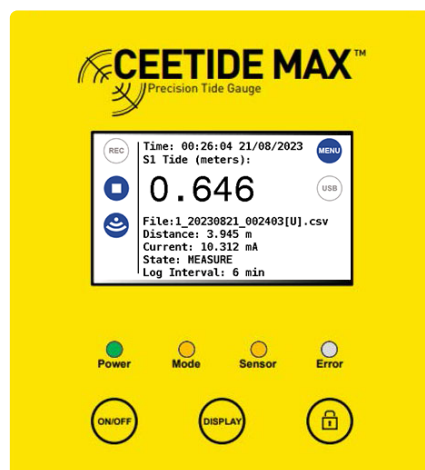 CEETIDE MAX™
Precision Tide Gauge
REC
Time: 00:26:04 21/08/2023
MENU
S1 Tide (meters):
0.646
USB
File:1_20230821_002403[U].csv
Distance: 3.945 m
Current: 10.312 mA
State: MEASURE
Log Interval: 6 min
Power Mode Sensor Error
ON/OFF DISPLAY